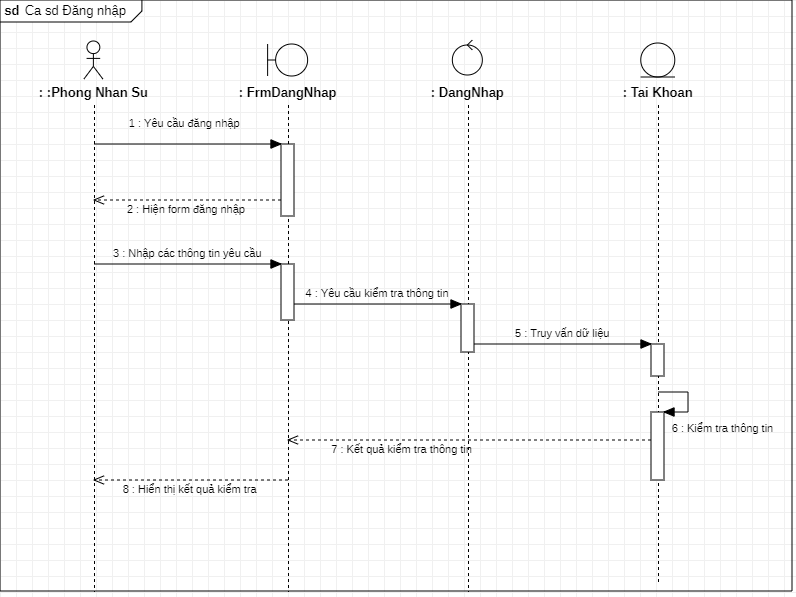 sd Ca sd Đăng nhập
: :Phong Nhan Su
: FrmDangNhap
: DangNhap
: Tai Khoan
1 : Yêu cầu đăng nhập
2 : Hiện form đăng nhập
3 : Nhập các thông tin yêu cầu
4 : Yêu cầu kiểm tra thông tin
5 : Truy vấn dữ liệu
6 : Kiểm tra thông tin
7 : Kết quả kiểm tra thông tin
8 : Hiển thị kết quả kiểm tra